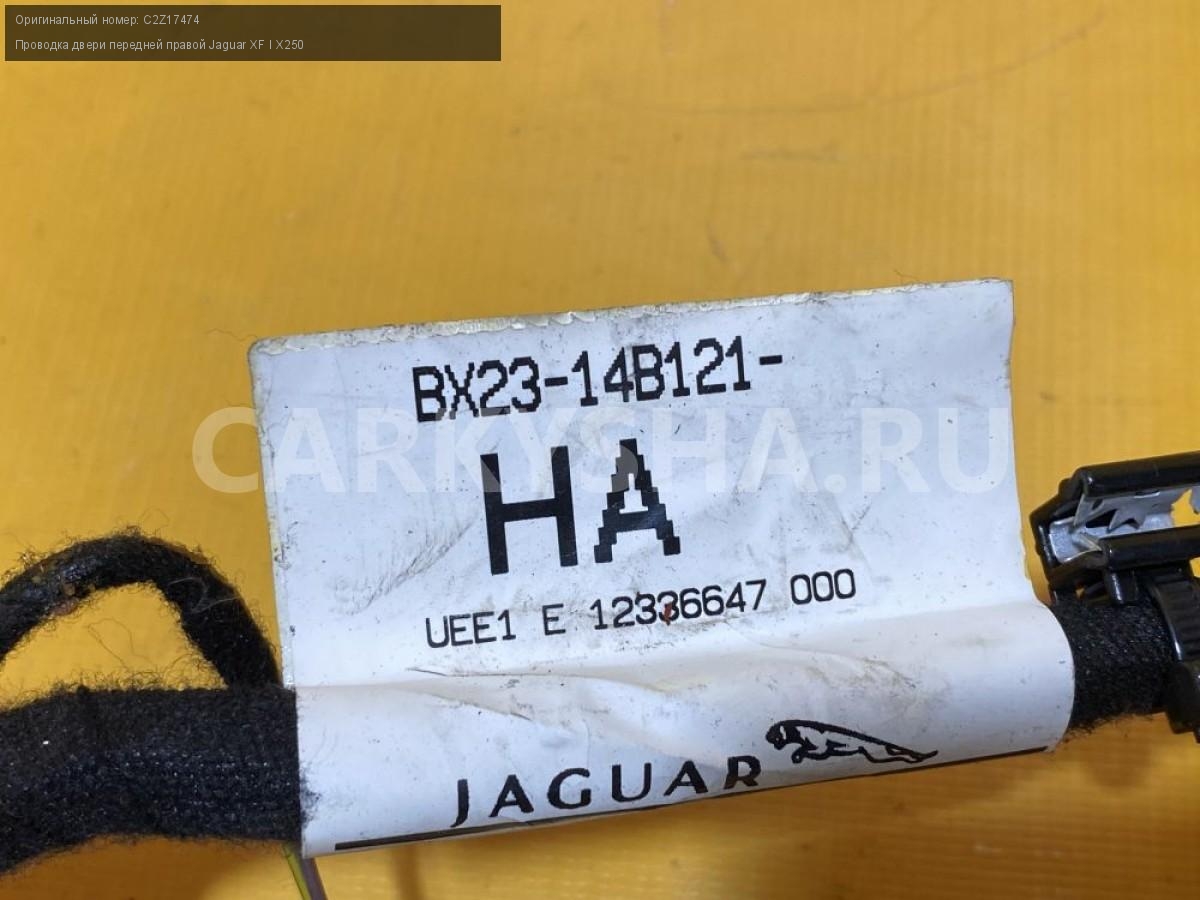 Оригинальный номер: C2Z17474
Проводка двери передней правой Jaguar XF I X250
BX23-14B121-
CARKYSHA.RU
HA
UEE1 E 12336647 000
JAGUAR